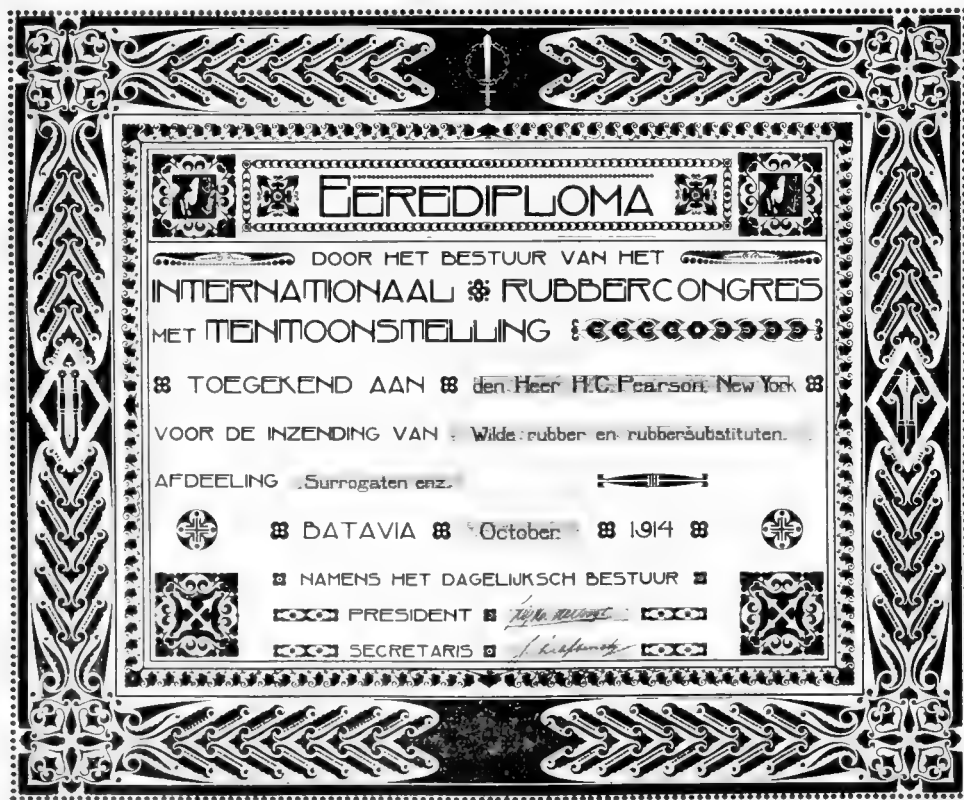 EEREDIPLOMA
DOOR HET BESTUUR VAN HET
INTERNATIONAAL RUBBERCONGRES
MET TENTOONSTELLING
TOEGEKEND AAN den Heer H.C. Pearson, New York
VOOR DE INZENDING VAN Wilde rubber en rubbersubstituten.
AFDEELING Surrogaten enz.
BATAVIA October 1914
NAMENS HET DAGELIJKSCH BESTUUR
PRESIDENT
SECRETARIS